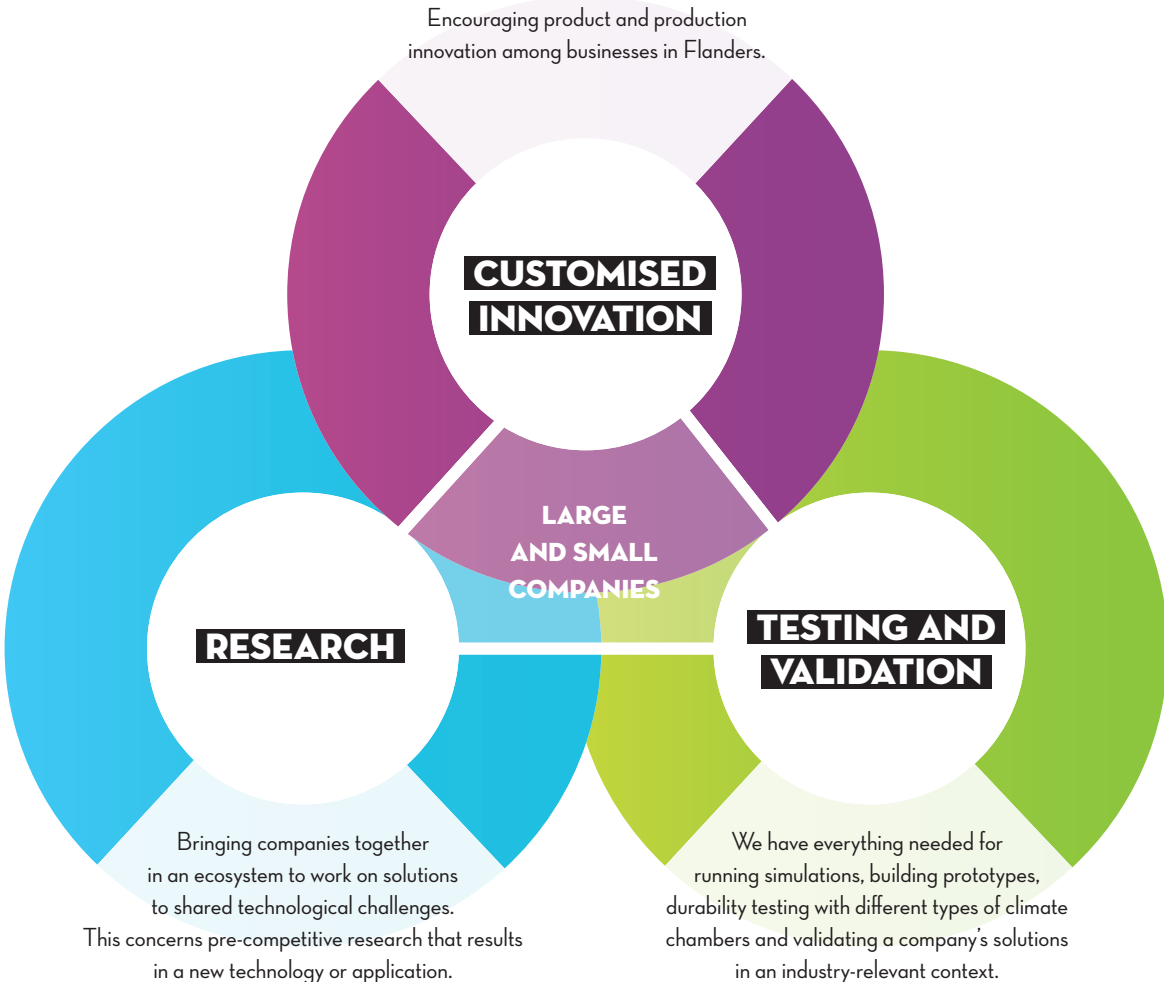 Encouraging product and production
innovation among businesses in Flanders.
CUSTOMISED
INNOVATION
LARGE
AND SMALL
COMPANIES
RESEARCH
TESTING AND
VALIDATION
Bringing companies together
in an ecosystem to work on solutions
to shared technological challenges.
This concerns pre-competitive research that results
in a new technology or application.
We have everything needed for
running simulations, building prototypes,
durability testing with different types of climate
chambers and validating a company's solutions
in an industry-relevant context.